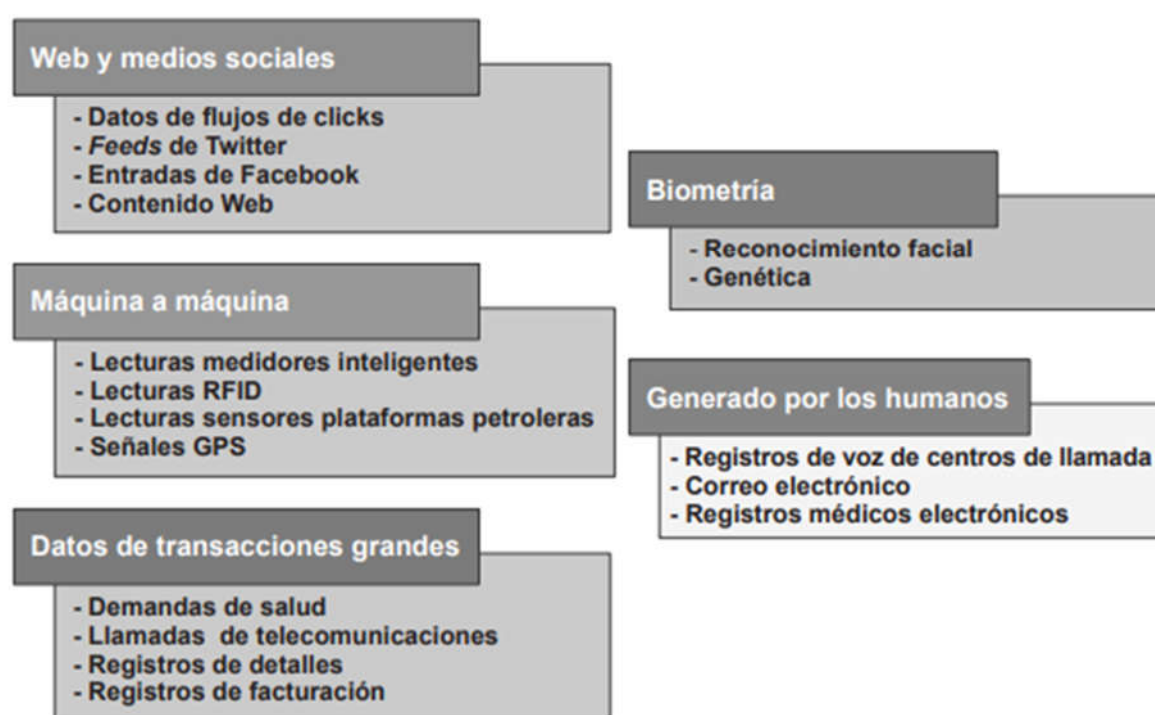 Web y medios sociales
- Datos de flujos de clicks
- Feeds de Twitter
- Entradas de Facebook
- Contenido Web
Máquina a máquina
- Lecturas medidores inteligentes
- Lecturas RFID
- Lecturas sensores plataformas petroleras
- Señales GPS
Datos de transacciones grandes
- Demandas de salud
- Llamadas de telecomunicaciones
- Registros de detalles
- Registros de facturación
Biometría
- Reconocimiento facial
- Genética
Generado por los humanos
- Registros de voz de centros de llamada
- Correo electrónico
- Registros médicos electrónicos